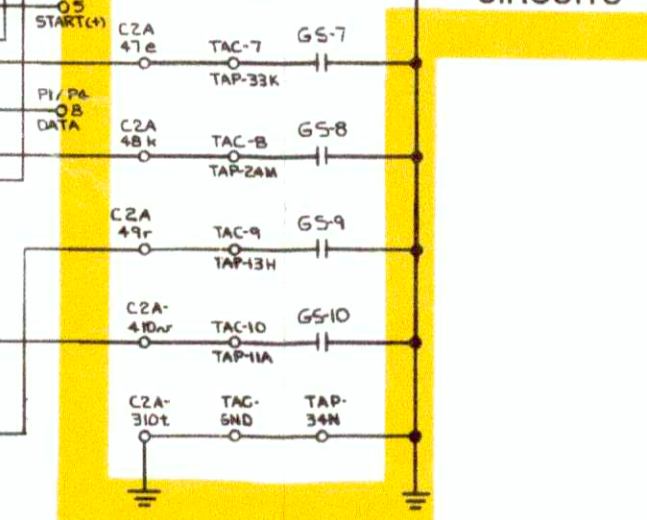 5
START(+)
C2A
47e
TAC-7
GS-7
TAP-33K
P1/P2
8
DATA
C2A
48k
TAC-8
GS-8
TAP-24M
C2A
49r
TAC-9
GS-9
TAP-13H
C2A-
TAC-10
GS-10
TAP-11A
C2A-
310t
TAC-
GND
TAP-
34N